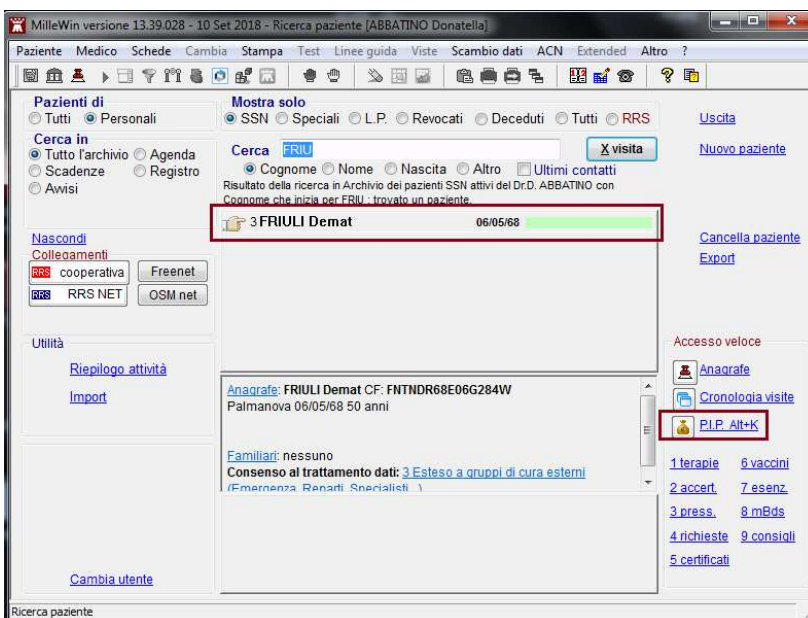 MilleWin versione 13.39.028 - 10 Set 2018 - Ricerca paziente [ABBATINO Donatella]
Paziente Medico Schede Cambia Stampa Test Linee guida Viste Scambio dati ACN Extended Altro ?
Pazienti di
Tutti Personali
Cerca in
Tutto l'archivio Agenda
Scadenze Registro
Avvisi
Nascondi
Collegamenti
RRS cooperativa Freenet
RRS RRS NET OSM net
Utilità
Riepilogo attività
Import
Cambia utente
Mostra solo
SSN Speciali L.P. Revocati Deceduti Tutti RRS
Cerca FRIU X visita
Cognome Nome Nascita Altro Ultimi contatti
Risultato della ricerca in Archivio dei pazienti SSN attivi del Dr.D. ABBATINO con
Cognome che inizia per FRIU : trovato un paziente.
3 FRIULI Demat 06/05/68
Anagrafe: FRIULI Demat CF: FNTNDR68E06G284W
Palmanova 06/05/68 50 anni
Familiari: nessuno
Consenso al trattamento dati: 3 Esteso a gruppi di cura esterni
(Emergenza, Reparti, Specialisti...)
Uscita
Nuovo paziente
Cancella paziente
Export
Accesso veloce
Anagrafe
Cronologia visite
P.I.P. Alt+K
1 terapie 6 vaccini
2 accert. 7 esenz.
3 press. 8 mBds
4 richieste 9 consigli
5 certificati
Ricerca paziente